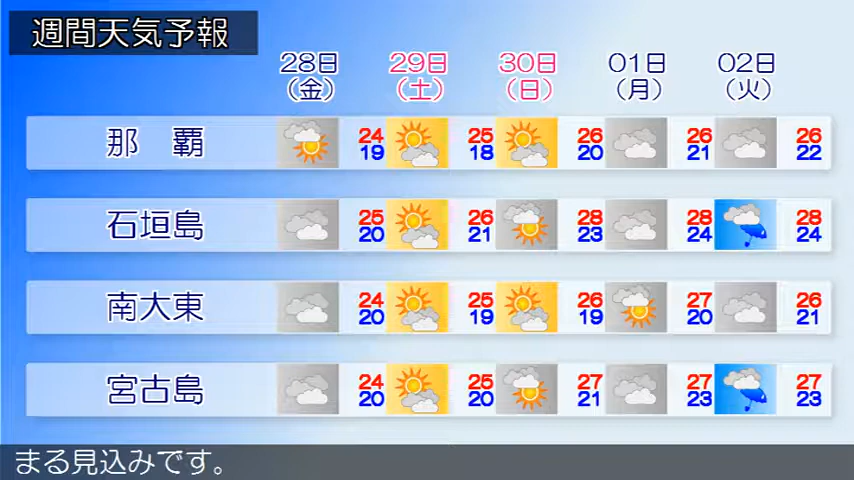 週間天気予報
28日 29日 30日 01日 02日
(金) (土) (日) (月) (火)
那覇 24 25 26 26 26
19 18 20 21 22
石垣島 25 26 28 28 28
20 21 23 24 24
南大東 24 25 26 27 26
20 19 19 20 21
宮古島 24 25 27 27 27
20 20 21 23 23
まる見込みです。